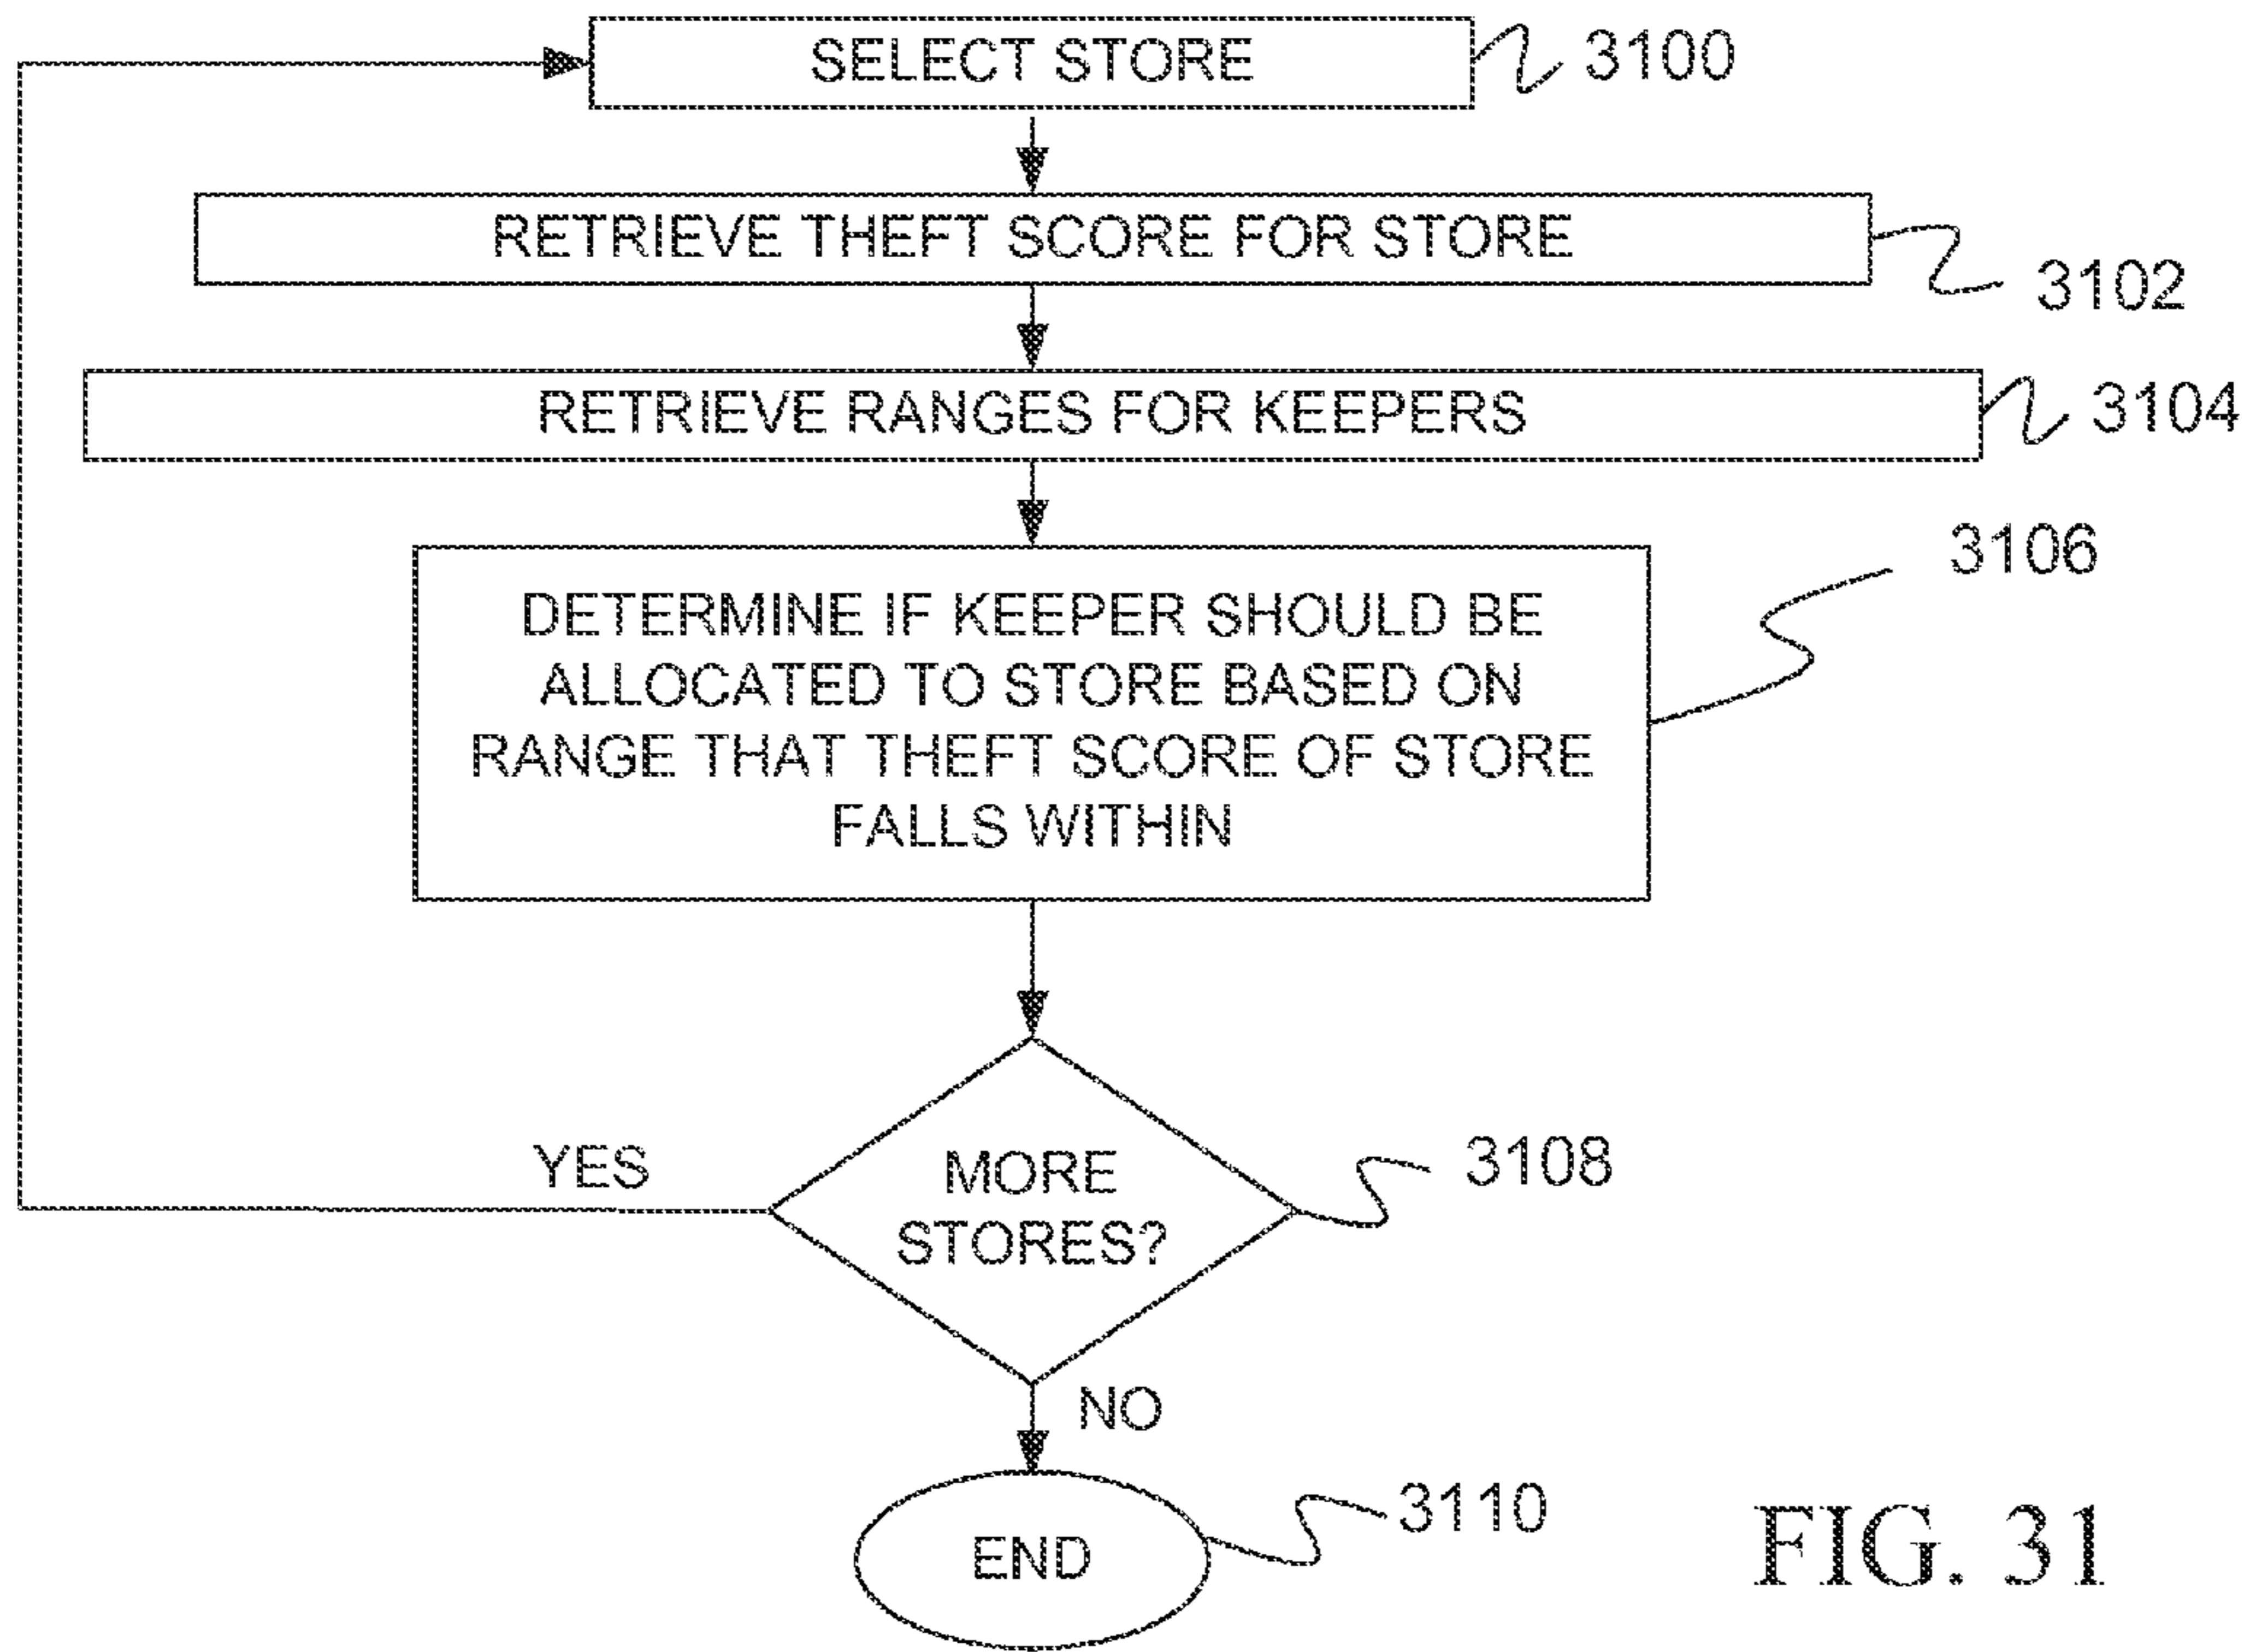 SELECT STORE
3100
RETRIEVE THEFT SCORE FOR STORE
3102
RETRIEVE RANGES FOR KEEPERS
3104
DETERMINE IF KEEPER SHOULD BE
ALLOCATED TO STORE BASED ON
RANGE THAT THEFT SCORE OF STORE
FALLS WITHIN
3106
YES
MORE
STORES?
3108
NO
END
3110
FIG. 31